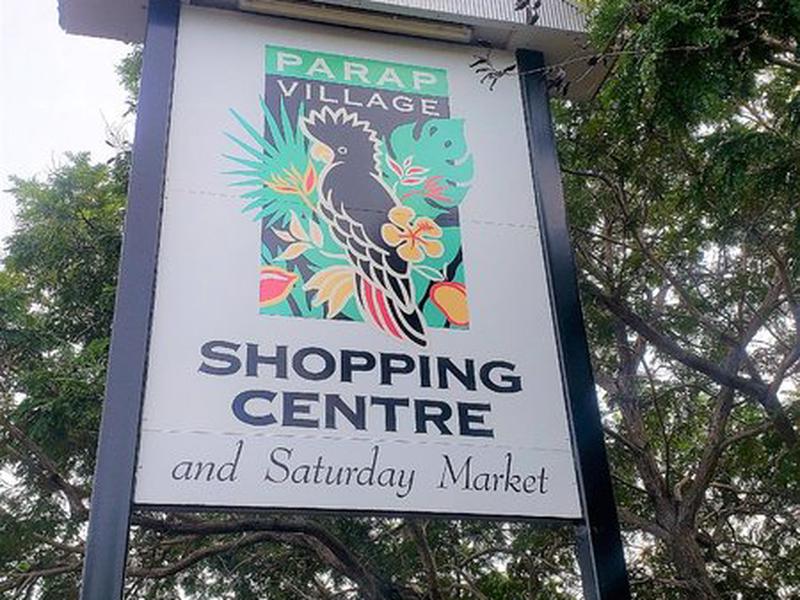 PARAP
VILLAGE
SHOPPING
CENTRE
and Saturday Market